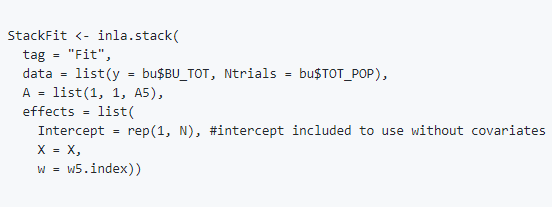 StackFit <- inla.stack(
  tag = "Fit",
  data = list(y = bu$BU_TOT, Ntrials = bu$TOT_POP),
  A = list(1, 1, A5),
  effects = list(
    Intercept = rep(1, N), #intercept included to use without covariates
    X = X,
    w = w5.index))